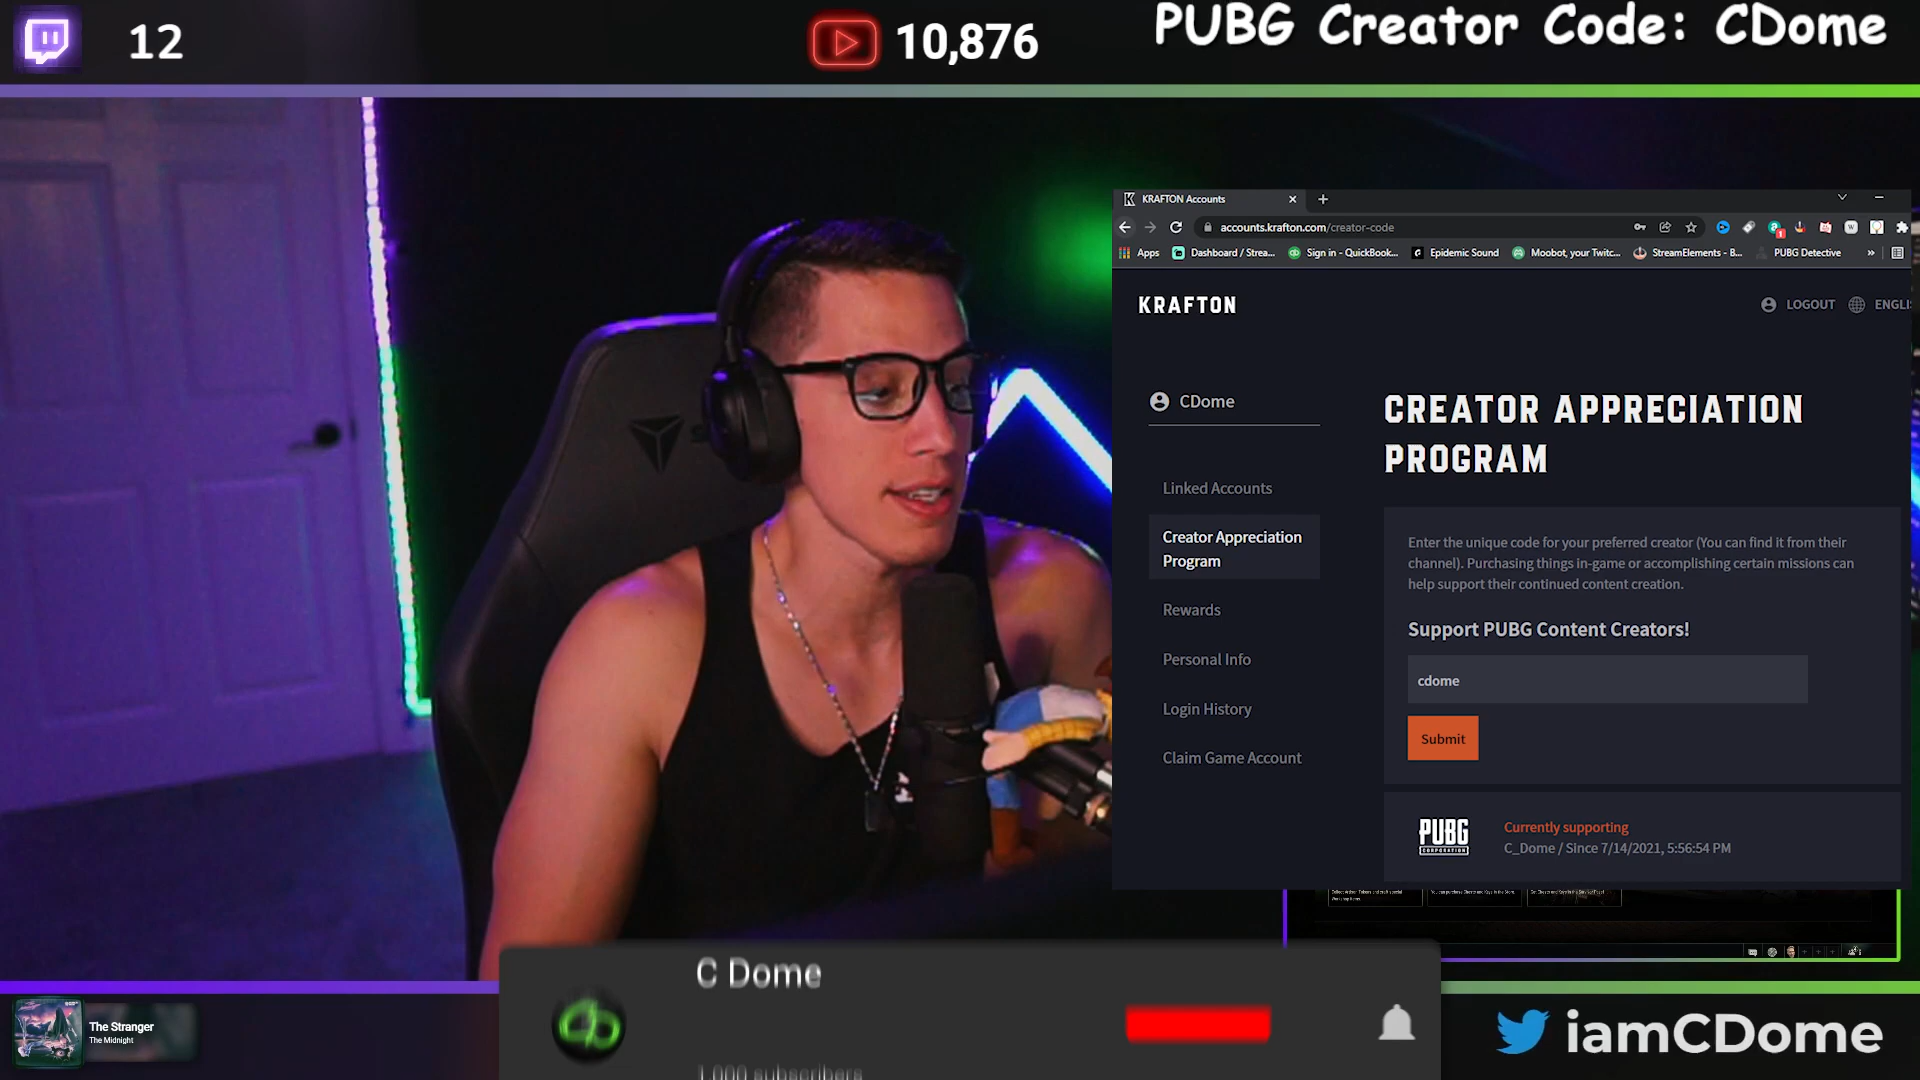 12
10,876
PUBG Creator Code: CDome
KRAFTON Accounts
accounts.krafton.com/creator-code
Apps Dashboard / Strea... Sign in - QuickBook... Epidemic Sound Moobot, your Twitc... StreamElements - B... PUBG Detective »
KRAFTON
LOGOUT ENGLI
CDome
Linked Accounts
Creator Appreciation
Program
Rewards
Personal Info
Login History
Claim Game Account
CREATOR APPRECIATION
PROGRAM
Enter the unique code for your preferred creator (You can find it from their
channel). Purchasing things in-game or accomplishing certain missions can
help support their continued content creation.
Support PUBG Content Creators!
cdome
Submit
PUBG
CORPORATION
Currently supporting
C_Dome / Since 7/14/2021, 5:56:54 PM
The Stranger
The Midnight
C Dome
1,000 subscribers
iamCDome